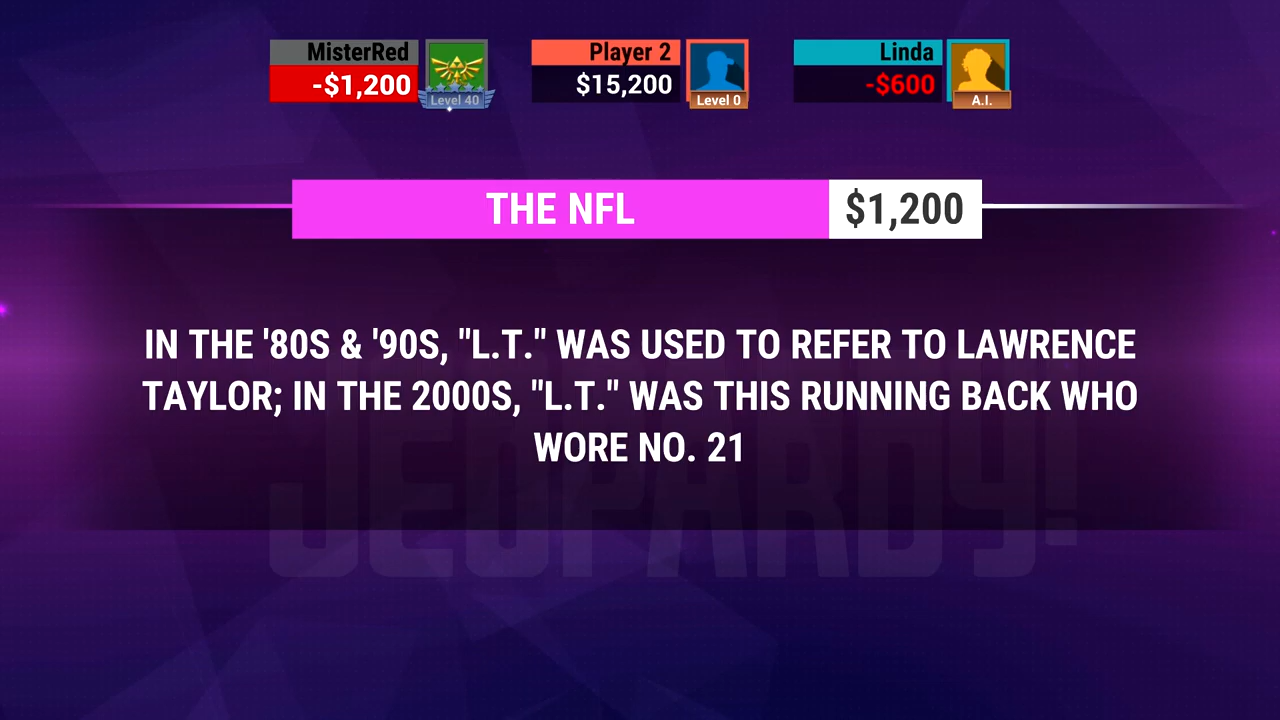 MisterRed
-$1,200
Level 40
Player 2
$15,200
Level 0
Linda
-$600
A.I.
THE NFL
$1,200
IN THE '80S & '90S, "L.T." WAS USED TO REFER TO LAWRENCE
TAYLOR; IN THE 2000S, "L.T." WAS THIS RUNNING BACK WHO
WORE NO. 21
JEOPARDY!